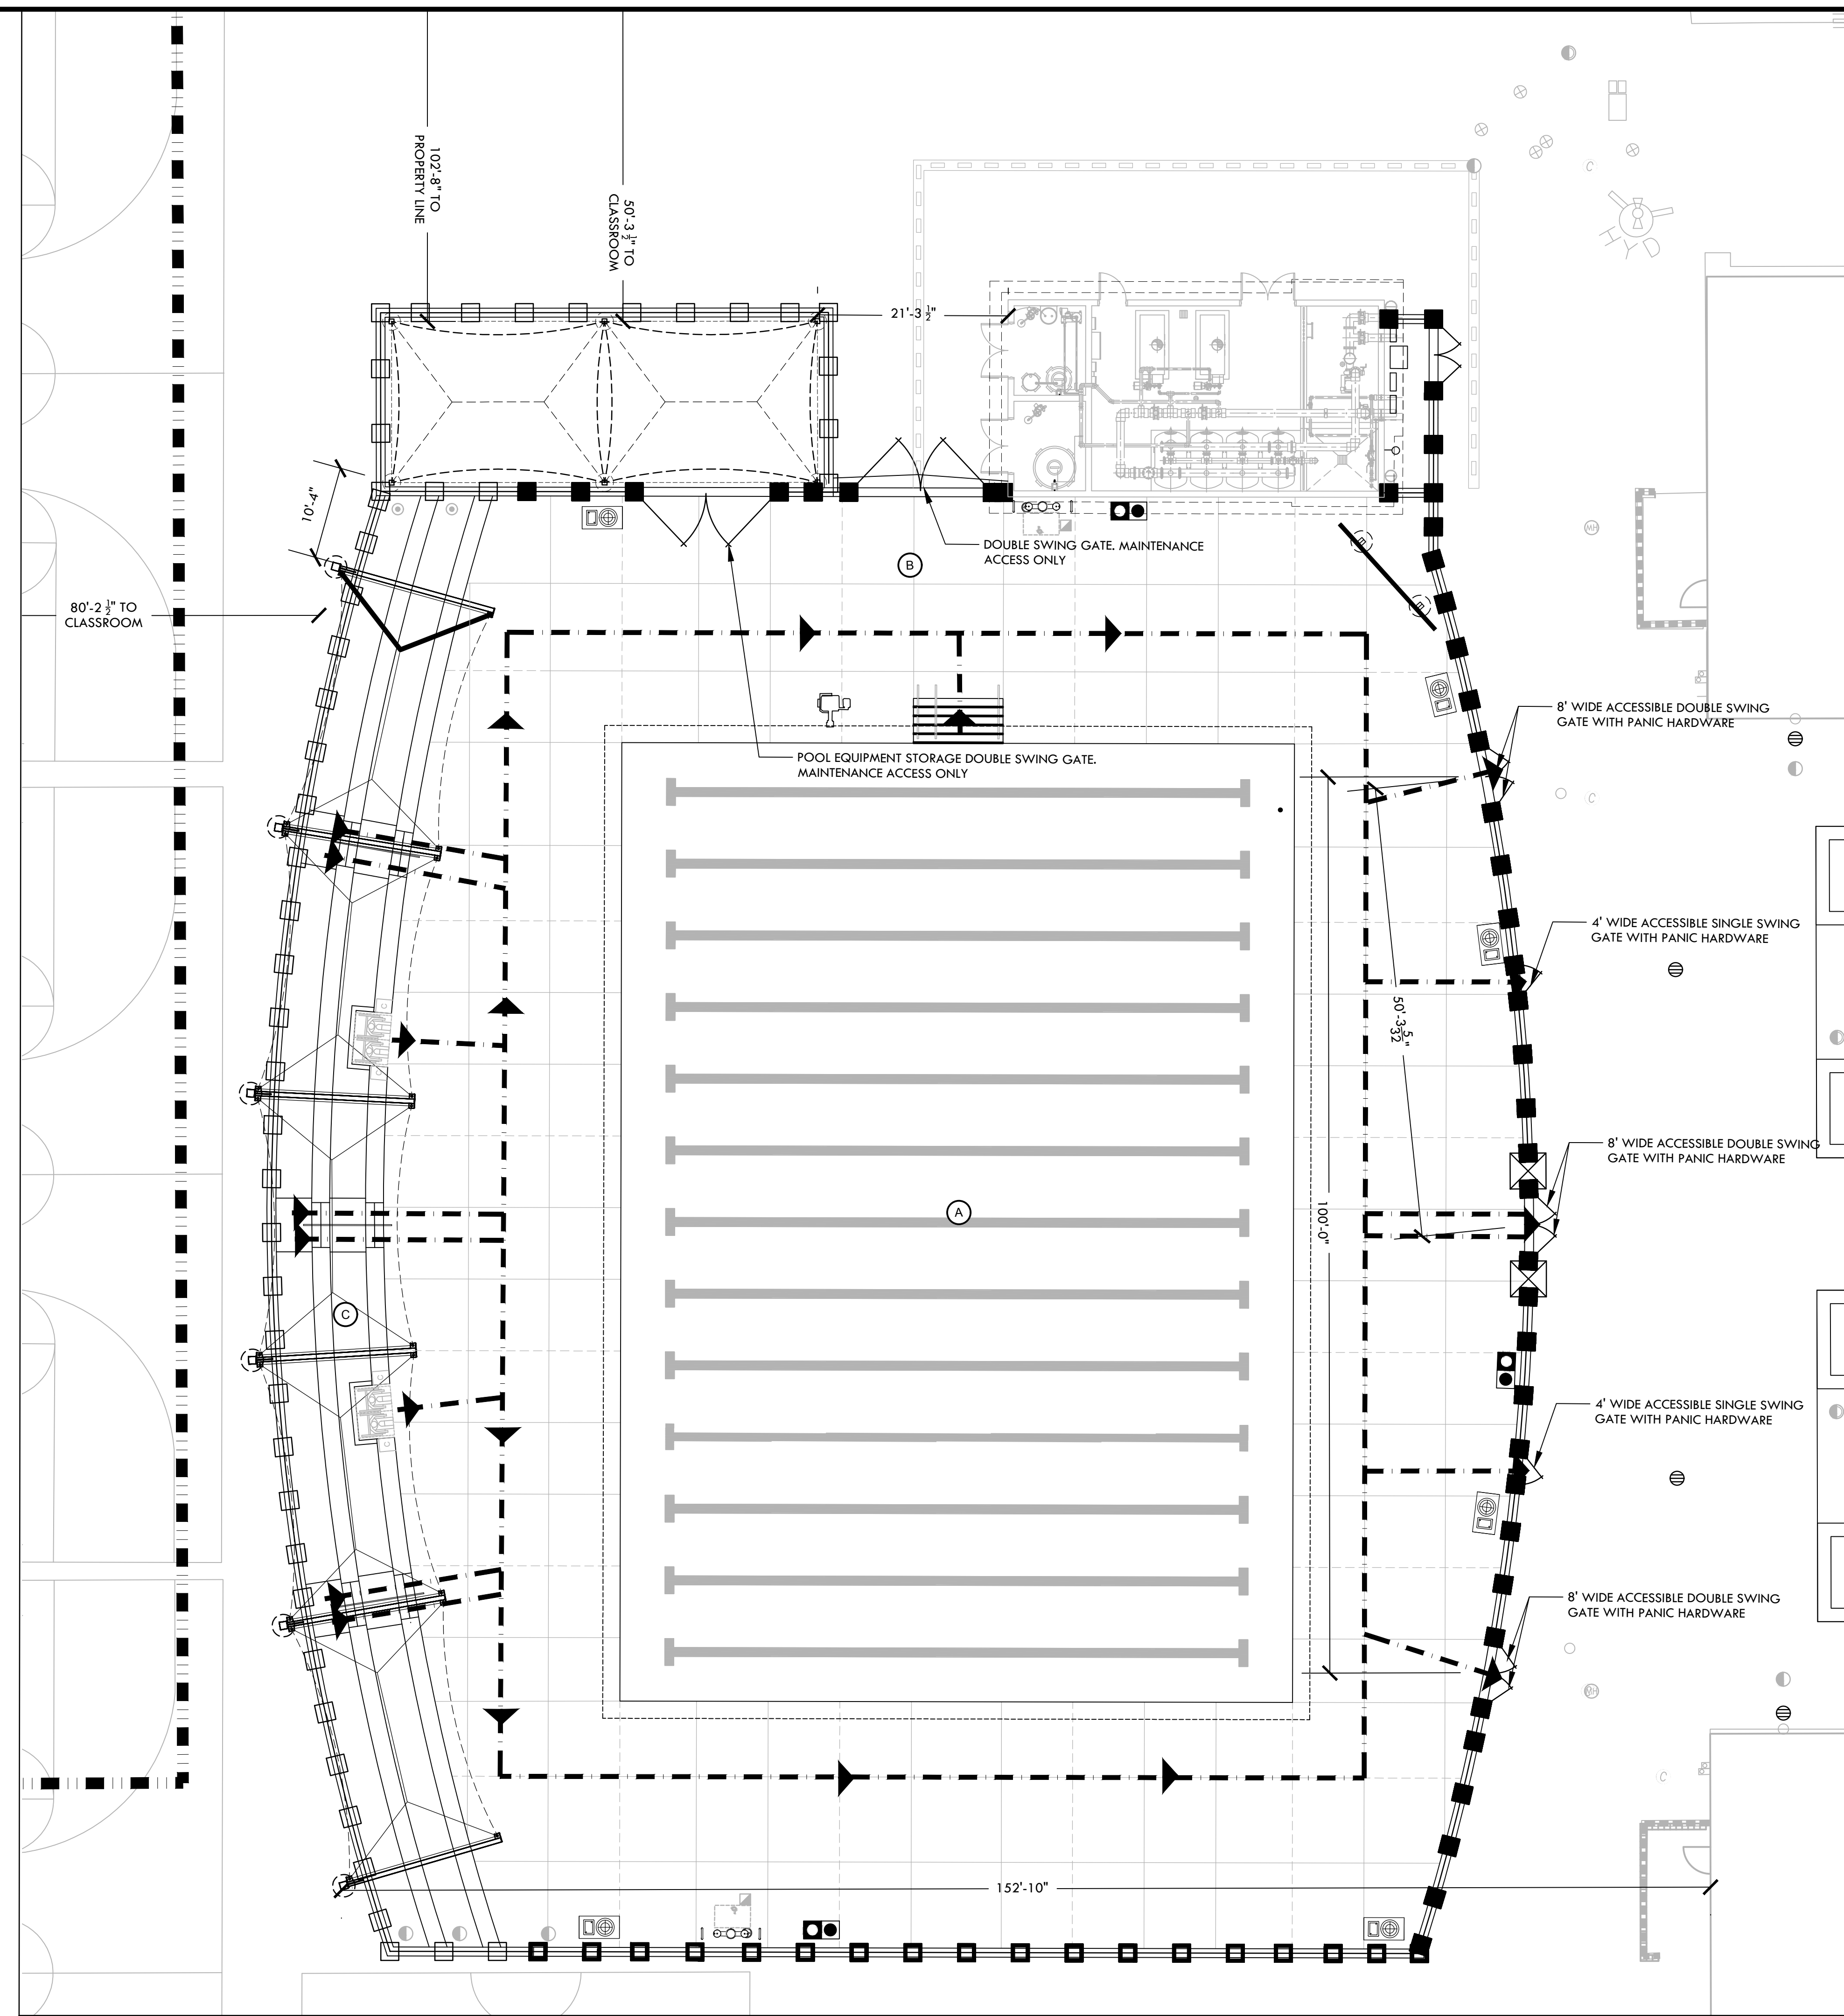 102'-8" TO
PROPERTY LINE
50'-3 1/2" TO
CLASSROOM
21'-3 1/2"
10'-4"
DOUBLE SWING GATE. MAINTENANCE
ACCESS ONLY
B
80'-2 1/2" TO
CLASSROOM
MH
8' WIDE ACCESSIBLE DOUBLE SWING
GATE WITH PANIC HARDWARE
POOL EQUIPMENT STORAGE DOUBLE SWING GATE.
MAINTENANCE ACCESS ONLY
4' WIDE ACCESSIBLE SINGLE SWING
GATE WITH PANIC HARDWARE
50'-3 5/32"
8' WIDE ACCESSIBLE DOUBLE SWING
GATE WITH PANIC HARDWARE
A
100'-0"
C
4' WIDE ACCESSIBLE SINGLE SWING
GATE WITH PANIC HARDWARE
8' WIDE ACCESSIBLE DOUBLE SWING
GATE WITH PANIC HARDWARE
MH
152'-10"